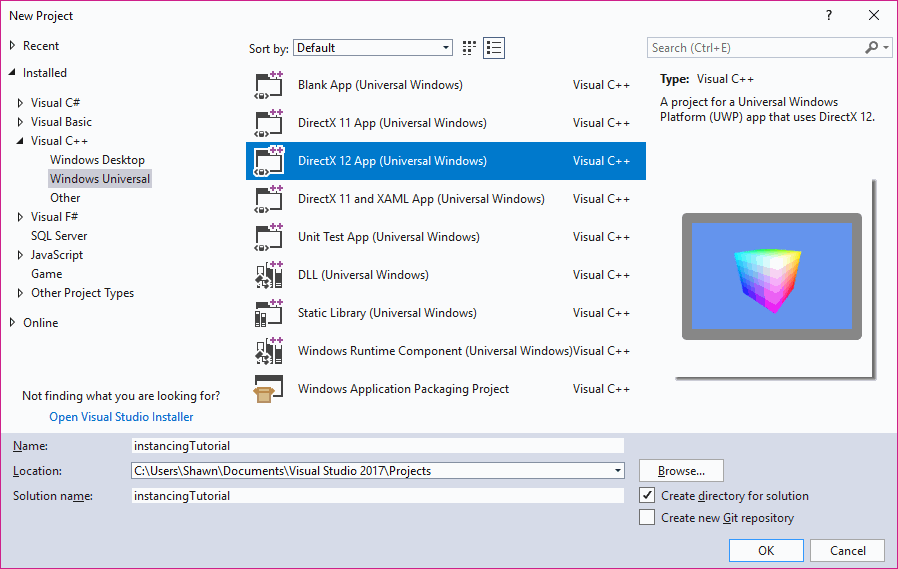 New Project
?
Recent
Installed
Visual C#
Visual Basic
Visual C++
Windows Desktop
Windows Universal
Other
Visual F#
SQL Server
JavaScript
Game
Other Project Types
Online
Not finding what you are looking for?
Open Visual Studio Installer
Sort by: Default
Blank App (Universal Windows) Visual C++
DirectX 11 App (Universal Windows) Visual C++
DirectX 12 App (Universal Windows) Visual C++
DirectX 11 and XAML App (Universal Windows) Visual C++
Unit Test App (Universal Windows) Visual C++
DLL (Universal Windows) Visual C++
Static Library (Universal Windows) Visual C++
Windows Runtime Component (Universal Windows) Visual C++
Windows Application Packaging Project Visual C++
Search (Ctrl+E)
Type: Visual C++
A project for a Universal Windows
Platform (UWP) app that uses DirectX 12.
Name: instancingTutorial
Location: C:\Users\Shawn\Documents\Visual Studio 2017\Projects
Browse...
Solution name: instancingTutorial
Create directory for solution
Create new Git repository
OK Cancel